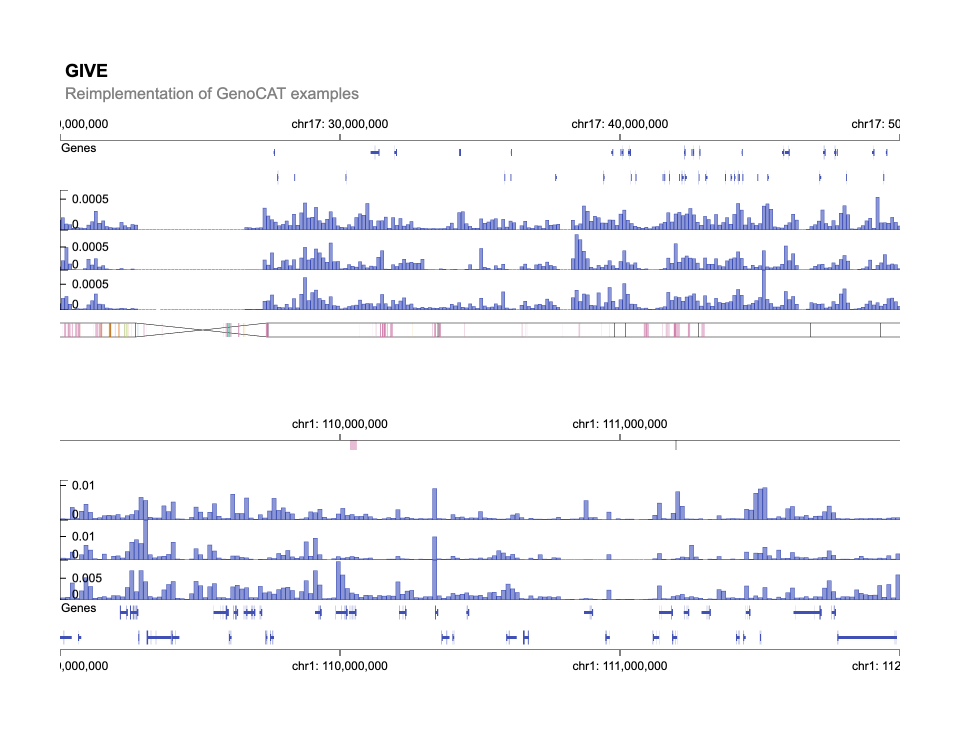 GIVE
Reimplementation of GenoCAT examples
0,000,000 chr17: 30,000,000 chr17: 40,000,000 chr17: 50
Genes
0.0005
0
0.0005
0
0.0005
0
chr1: 110,000,000 chr1: 111,000,000
0.01
0
0.01
0
0.005
0
Genes
0,000,000 chr1: 110,000,000 chr1: 111,000,000 chr1: 112